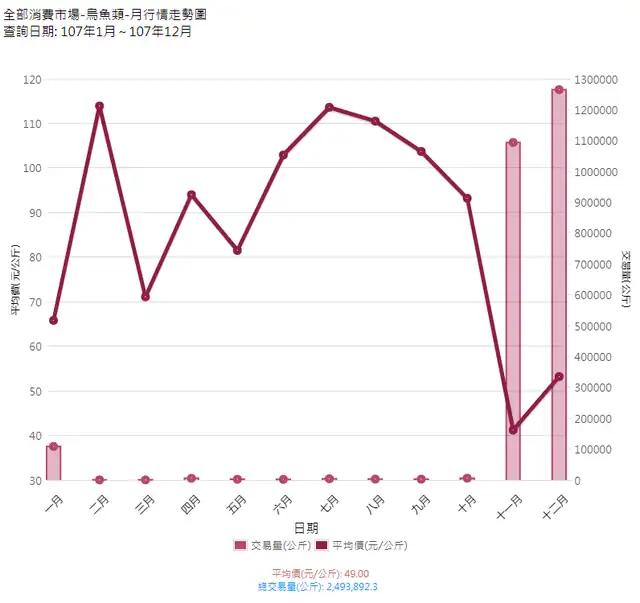 全部消費市場-烏魚類-月行情走勢圖
查詢日期: 107年1月 ~ 107年12月
120
110
100
90
80
70
60
50
40
30
平均價(元/公斤)
1300000
1200000
1100000
1000000
900000
800000
700000
600000
500000
400000
300000
200000
100000
0
交易量(公斤)
一月
二月
三月
四月
五月
六月
七月
八月
九月
十月
十一月
十二月
日期
交易量(公斤) 平均價(元/公斤)
平均價(元/公斤): 49.00
總交易量(公斤): 2,493,892.3